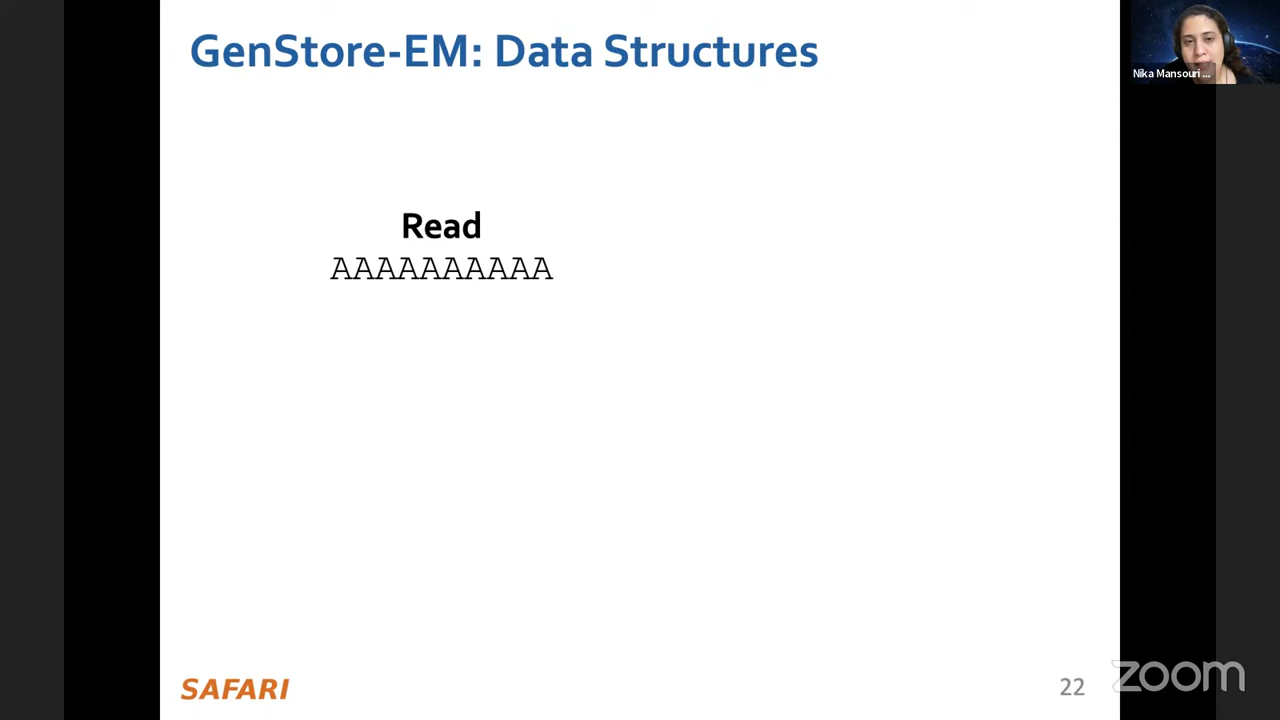 GenStore-EM: Data Structures
Nika Mansouri ...
Read
AAAAAAAAAA
SAFARI
22
zoom